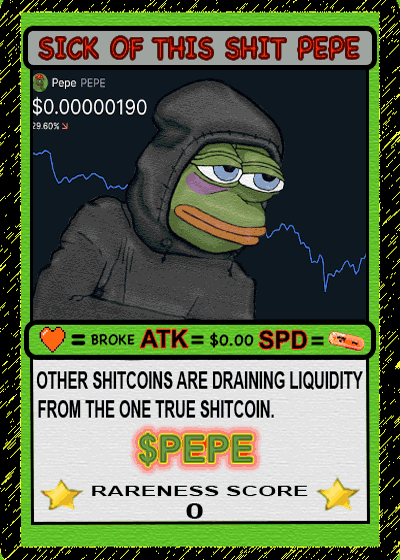 SICK OF THIS SHIT PEPE
Pepe PEPE
$0.00000190
29.60%
= BROKE ATK = $0.00 SPD =
OTHER SHITCOINS ARE DRAINING LIQUIDITY
FROM THE ONE TRUE SHITCOIN.
$PEPE
RARENESS SCORE
0